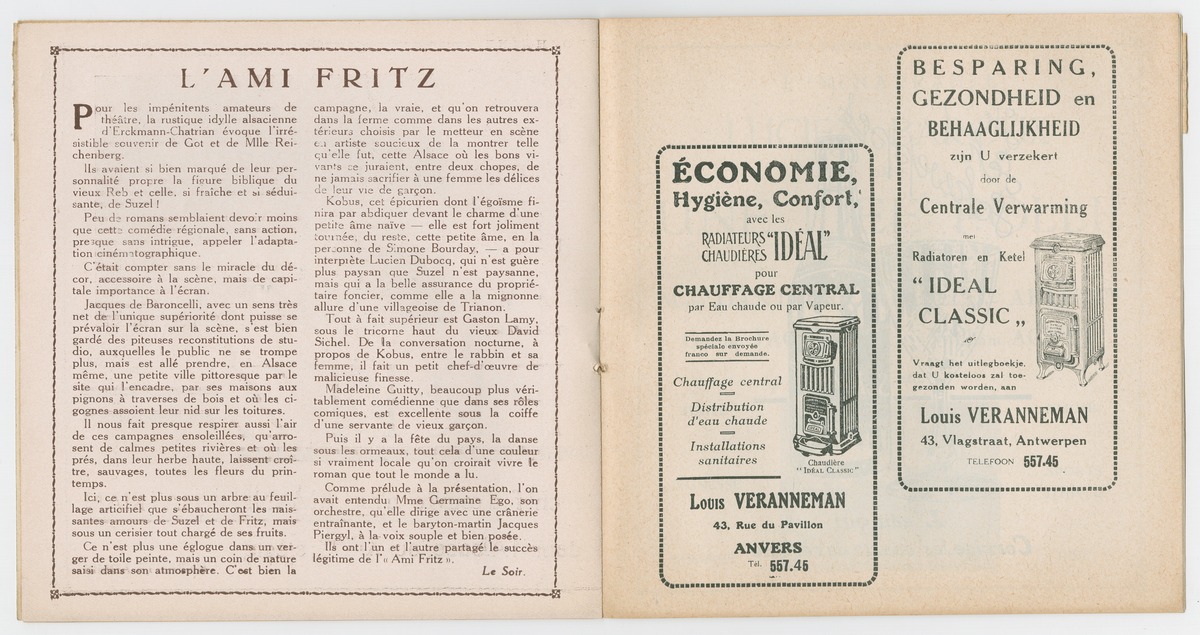 L'AMI FRITZ
Pour les impénitents amateurs de
théâtre, la rustique idylle alsacienne
d'Erckmann-Chatrian évoque l'irré-
sistible souvenir de Got et de Mlle Rei-
chenberg.
Ils avaient si bien marqué de leur per-
sonnalité propre la figure biblique du
vieux Reb et celle, si fraîche et si sédui-
sante, de Suzel !
Peu de romans semblaient devoir moins
que cette comédie régionale, sans action,
presque sans intrigue, appeler l'adapta-
tion cinématographique.
C'était compter sans le miracle du dé-
cor, accessoire à la scène, mais de capi-
tale importance à l'écran.
Jacques de Baroncelli, avec un sens très
net de l'unique supériorité dont puisse se
prévaloir l'écran sur la scène, s'est bien
gardé des piteuses reconstitutions de stu-
dio, auxquelles le public ne se trompe
plus, mais est allé prendre, en Alsace
même, une petite ville pittoresque par le
site qui l'encadre, par ses maisons aux
pignons à traverses de bois et où les ci-
gognes assoient leur nid sur les toitures.
Il nous fait presque respirer aussi l'air
de ces campagnes ensoleillées, qu'arro-
sent de calmes petites rivières et où les
prés, dans leur herbe haute, laissent croî-
tre, sauvages, toutes les fleurs du prin-
temps.
Ici, ce n'est plus sous un arbre au feuil-
lage artificiel que s'ébaucheront les nais-
santes amours de Suzel et de Fritz, mais
sous un cerisier tout chargé de ses fruits.
Ce n'est plus une églogue dans un ver-
ger de toile peinte, mais un coin de nature
saisi dans son atmosphère. C'est bien la
campagne, la vraie, et qu'on retrouvera
dans la ferme comme dans les autres ex-
térieurs choisis par le metteur en scène
en artiste soucieux de la montrer telle
qu'elle fut, cette Alsace où les bons vi-
vants se juraient, entre deux chopes, de
ne jamais sacrifier à une femme les délices
de leur vie de garçon.
Kobus, cet épicurien dont l'égoïsme fi-
nira par abdiquer devant le charme d'une
petite âme naïve — elle est fort joliment
tournée, du reste, cette petite âme, en la
personne de Simone Bourday, — a pour
interprète Lucien Dubocq, qui n'est guère
plus paysan que Suzel n'est paysanne,
mais qui a la belle assurance du proprié-
taire foncier, comme elle a la mignonne
allure d'une villageoise de Trianon.
Tout à fait supérieur est Gaston Lamy,
sous le tricorne haut du vieux David
Sichel. De la conversation nocturne, à
propos de Kobus, entre le rabbin et sa
femme, il fait un petit chef-d'œuvre de
malicieuse finesse.
Madeleine Guitty, beaucoup plus véri-
tablement comédienne que dans ses rôles
comiques, est excellente sous la coiffe
d'une servante de vieux garçon.
Puis il y a la fête du pays, la danse
sous les ormeaux, tout cela d'une couleur
si vraiment locale qu'on croirait vivre le
roman que tout le monde a lu.
Comme prélude à la présentation, l'on
avait entendu Mme Germaine Ego, son
orchestre, qu'elle dirige avec une crânerie
entraînante, et le baryton-martin Jacques
Piergyl, à la voix souple et bien posée.
Ils ont l'un et l'autre partagé le succès
légitime de l'« Ami Fritz ».
Le Soir.
ÉCONOMIE,
Hygiène, Confort,
avec les
RADIATEURS
CHAUDIÈRES "IDÉAL"
pour
CHAUFFAGE CENTRAL
par Eau chaude ou par Vapeur.
Demandez la Brochure
spéciale envoyée
franco sur demande.
Chauffage central
Distribution
d'eau chaude
Installations
sanitaires
Chaudière
"IDÉAL CLASSIC"
Louis VERANNEMAN
43, Rue du Pavillon
ANVERS
Tél. 557.45
BESPARING,
GEZONDHEID en
BEHAAGLIJKHEID
zijn U verzekert
door de
Centrale Verwarming
met
Radiatoren en Ketel
"IDEAL
CLASSIC„
Vraagt het uitlegboekje,
dat U kosteloos zal toe-
gezonden worden, aan
Louis VERANNEMAN
43, Vlagstraat, Antwerpen
TELEFOON 557.45